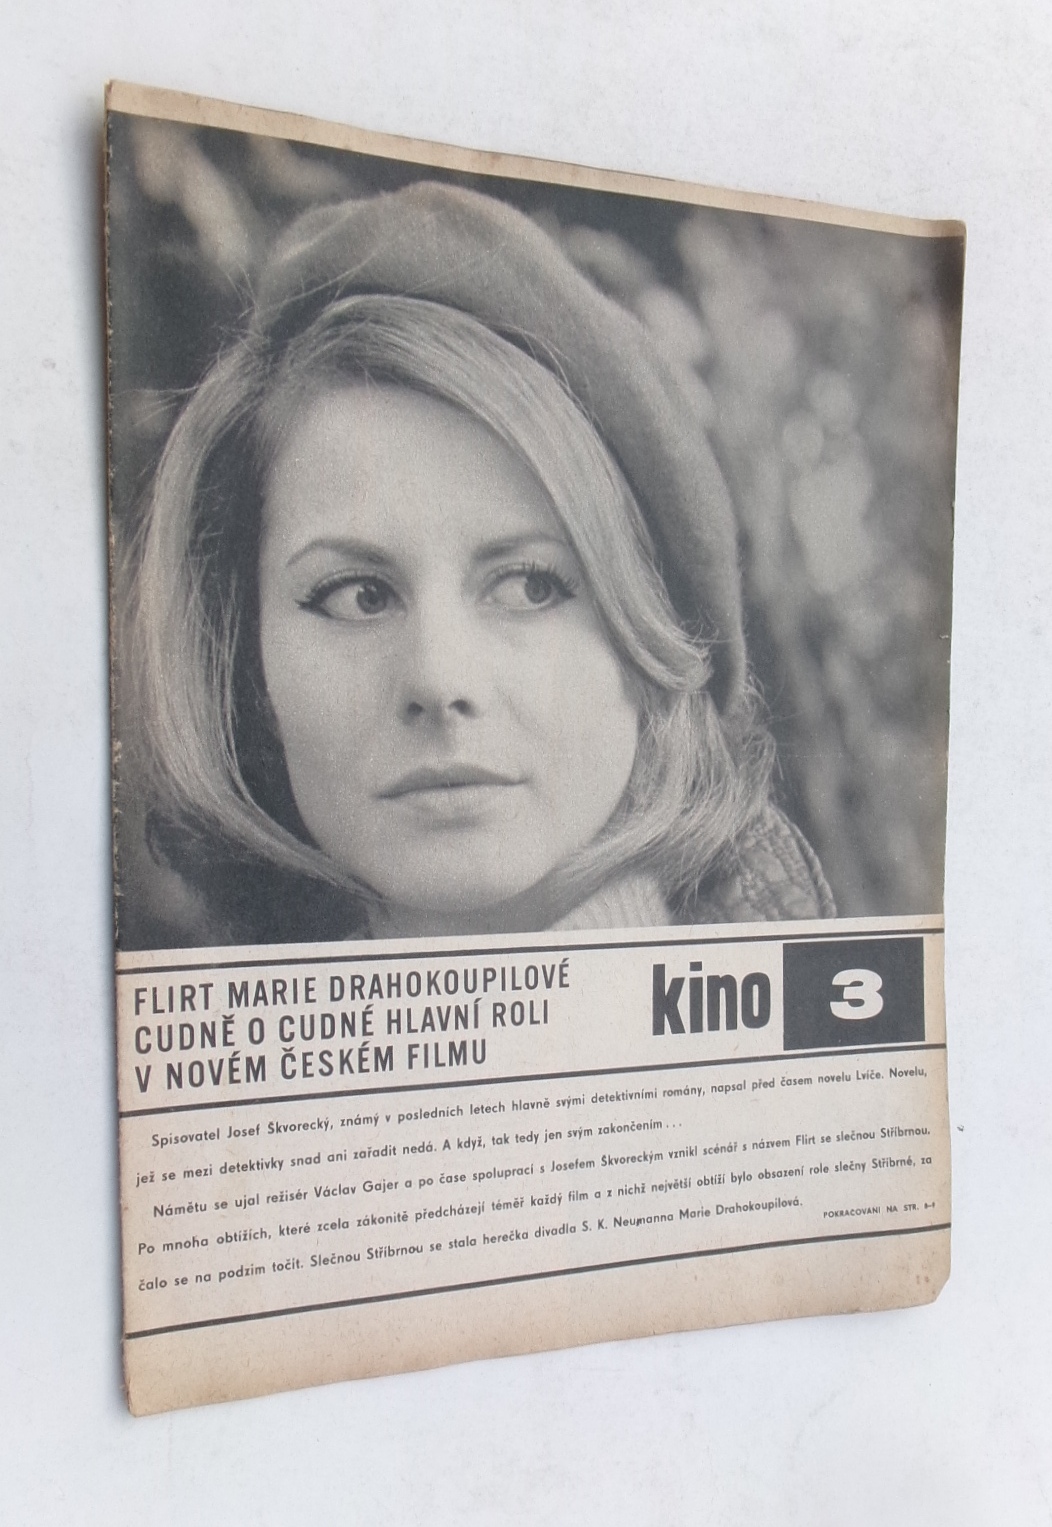 FLIRT MARIE DRAHOKOUPILOVÉ
CUDNĚ O CUDNÉ HLAVNÍ ROLI
V NOVÉM ČESKÉM FILMU
kino 3
Spisovatel Josef Škvorecký, známý v posledních letech hlavně svými detektivními romány, napsal před časem novelu Lvíče. Novelu,
jež se mezi detektivky snad ani zařadit nedá. A když, tak tedy jen svým zakončením...
Námětu se ujal režisér Václav Gajer a po čase spoluprací s Josefem Škvoreckým vznikl scénář s názvem Flirt se slečnou Stříbrnou.
Po mnoha obtížích, které zcela zákonitě předcházejí téměř každý film a z nichž největší obtíží bylo obsazení role slečny Stříbrné, za
čalo se na podzim točit. Slečnou Stříbrnou se stala herečka divadla S. K. Neumanna Marie Drahokoupilová.
POKRAČOVANI NA STR.